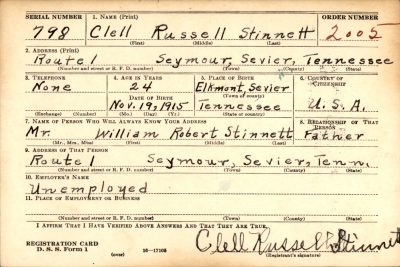 SERIAL NUMBER 1. NAME (Print) ORDER NUMBER
798 Clell Russell Stinnett 2005
(First) (Middle) (Last)
2. ADDRESS (Print)
Route 1 Seymour, Sevier, Tennessee
(Number and street or R. F. D. number) (Town) (County) (State)
3. TELEPHONE 4. AGE IN YEARS 5. PLACE OF BIRTH 6. COUNTRY OF CITIZENSHIP
None 24 Elkmont, Sevier
DATE OF BIRTH (Town or county)
Nov. 19, 1915 Tennessee U.S.A.
(Exchange) (Number) (Mo.) (Day) (Yr.) (State or country)
7. NAME OF PERSON WHO WILL ALWAYS KNOW YOUR ADDRESS 8. RELATIONSHIP OF THAT PERSON
Mr. William Robert Stinnett Father
(Mr., Mrs., Miss) (First) (Middle) (Last)
9. ADDRESS OF THAT PERSON
Route 1 Seymour, Sevier, Tenn.
(Number and street or R. F. D. number) (Town) (County) (State)
10. EMPLOYER'S NAME
Unemployed
11. PLACE OF EMPLOYMENT OR BUSINESS
(Number and street or R. F. D. number) (Town) (County) (State)
I AFFIRM THAT I HAVE VERIFIED ABOVE ANSWERS AND THAT THEY ARE TRUE.
REGISTRATION CARD Clell Russell Stinnett
D. S. S. Form 1 (over) 16—17105 (Registrant's signature)